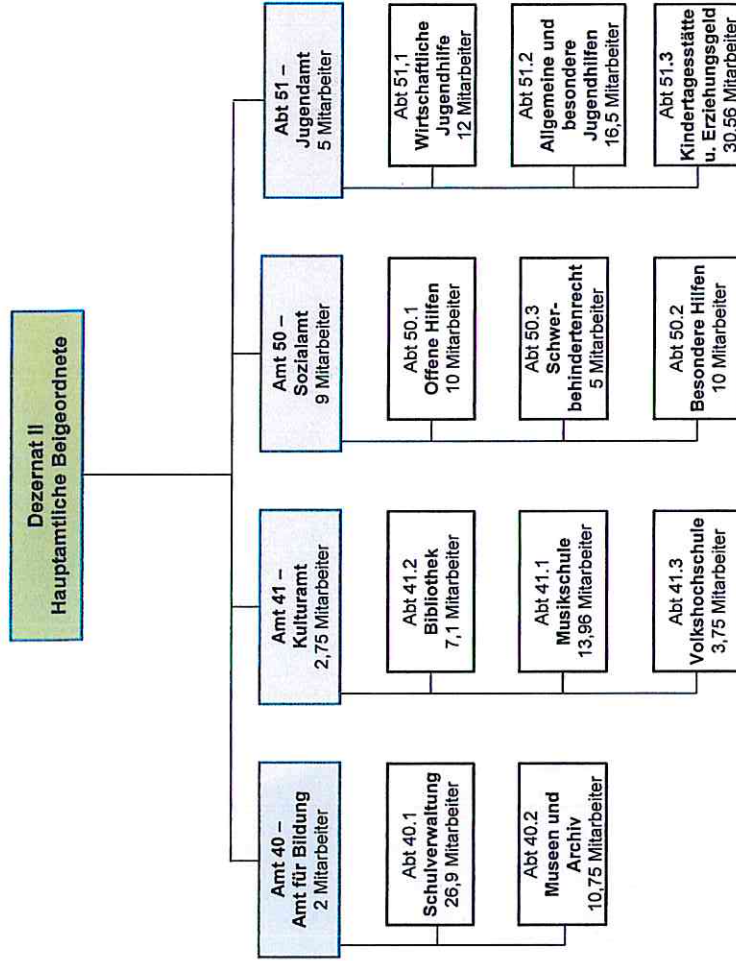 Dezernat II
Hauptamtliche Beigeordnete
Amt 40 –
Amt für Bildung
2 Mitarbeiter
Abt 40.1
Schulverwaltung
26,9 Mitarbeiter
Abt 40.2
Museen und
Archiv
10,75 Mitarbeiter
Amt 41 –
Kulturamt
2,75 Mitarbeiter
Abt 41.2
Bibliothek
7,1 Mitarbeiter
Abt 41.1
Musikschule
13,96 Mitarbeiter
Abt 41.3
Volkshochschule
3,75 Mitarbeiter
Amt 50 –
Sozialamt
9 Mitarbeiter
Abt 50.1
Offene Hilfen
10 Mitarbeiter
Abt 50.3
Schwer-
behindertenrecht
5 Mitarbeiter
Abt 50.2
Besondere Hilfen
10 Mitarbeiter
Abt 51 –
Jugendamt
5 Mitarbeiter
Abt 51,1
Wirtschaftliche
Jugendhilfe
12 Mitarbeiter
Abt 51.2
Allgemeine und
besondere
Jugendhilfen
16,5 Mitarbeiter
Abt 51.3
Kindertagesstätte
u. Erziehungsgeld
30,56 Mitarbeiter